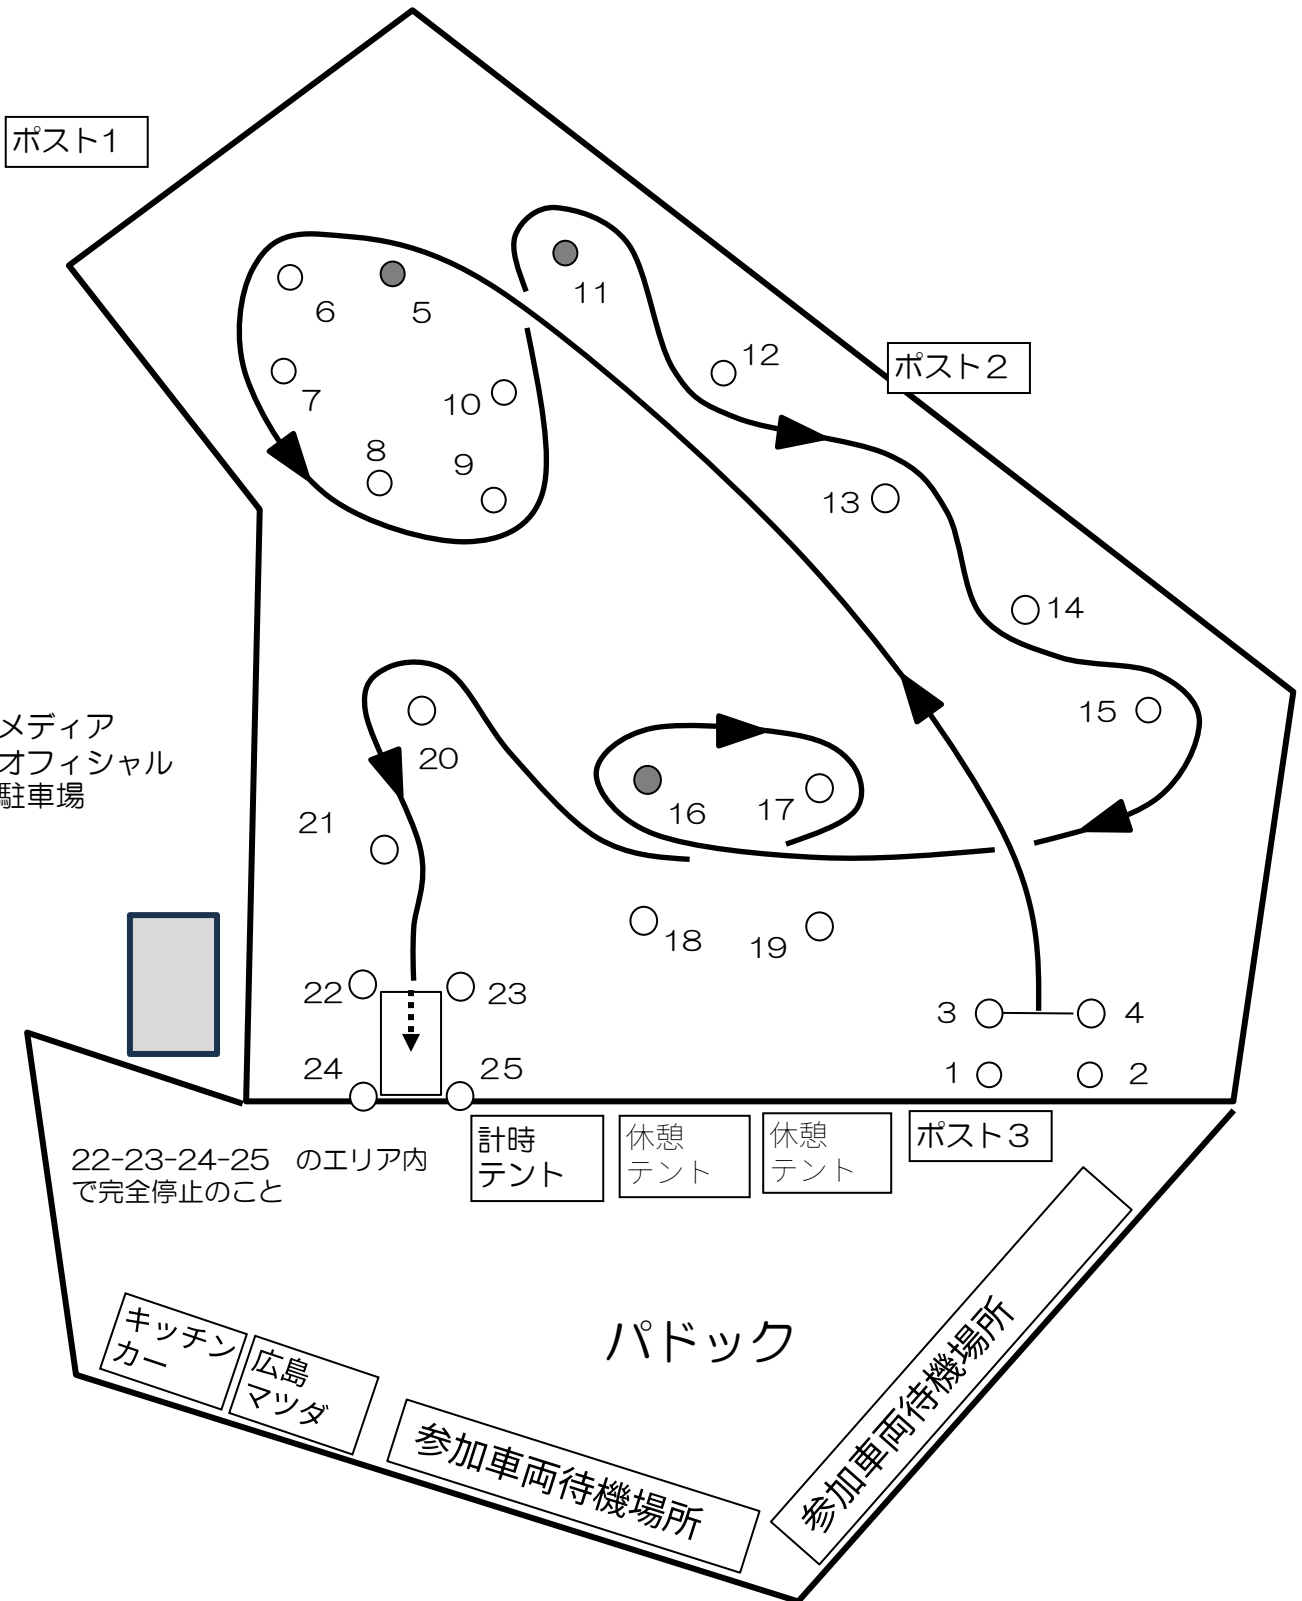 ポスト１
11
6
5
12
ポスト２
7
10
8
9
13
14
メディア
オフィシャル
駐車場
15
20
16
17
21
18
19
22
23
3
4
24
25
1
2
計時
テント
休憩
テント
休憩
テント
ポスト３
22-23-24-25　のエリア内
で完全停止のこと
パドック
キッチン
カー
広島
マツダ
参加車両待機場所
参加車両待機場所